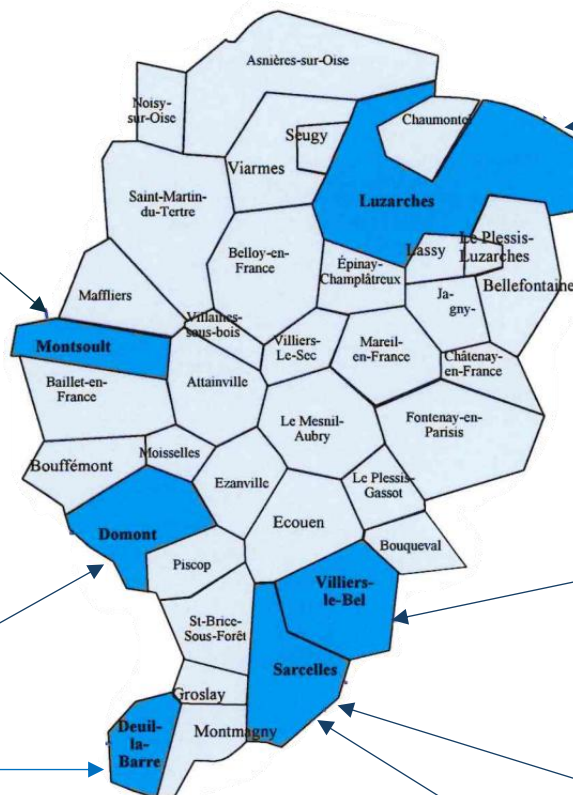 Asnières-sur-Oise
Noisy-
sur-Oise
Chaumontel
Seugy
Viarmes
Saint-Martin-
du-Tertre
Luzarches
Le Plessis-
Luzarches
Lassy
Belloy-en-
France
Épinay-
Champlâtreux
Bellefontaine
Maffliers
Ja-
gny-
Villaines-
sous-bois
Montsoult
Villiers-
Le-Sec
Mareil-
en-France
Châtenay-
en-France
Baillet-en-
France
Attainville
Le Mesnil-
Aubry
Fontenay-en-
Parisis
Moisselles
Bouffémont
Ezanville
Le Plessis-
Gassot
Ecouen
Domont
Bouqueval
Piscop
Villiers-
le-Bel
St-Brice-
Sous-Forêt
Sarcelles
Groslay
Deuil-
la-
Barre
Montmagny